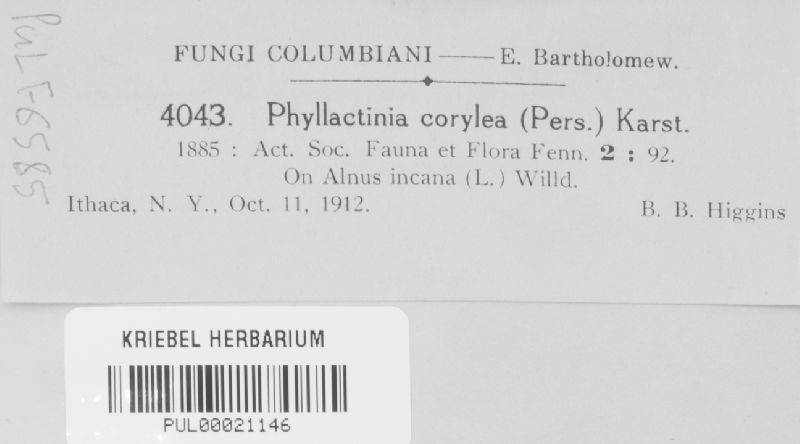 FUNGI COLUMBIANI — E. Bartholomew.
4043. Phyllactinia corylea (Pers.) Karst.
1885 : Act. Soc. Fauna et Flora Fenn. 2 : 92.
On Alnus incana (L.) Willd.
Ithaca, N. Y., Oct. 11, 1912. B. B. Higgins
PUL F-6585
KRIEBEL HERBARIUM
PUL00021146